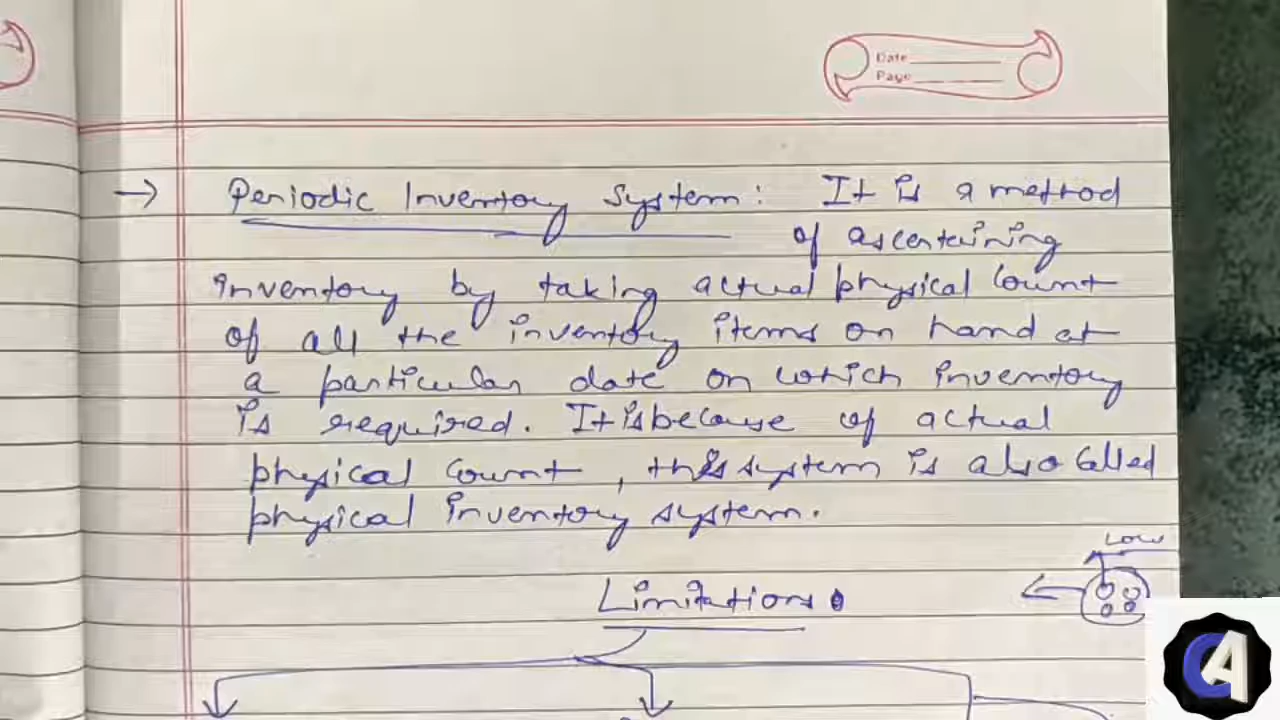 Date
Page
→ Periodic Inventory System: It is a method
of ascertaining
inventory by taking actual physical count
of all the inventory items on hand at
a particular date on which inventory
is required. It is because of actual
physical count, this system is also called
physical inventory system.
Low
Limitations
CA